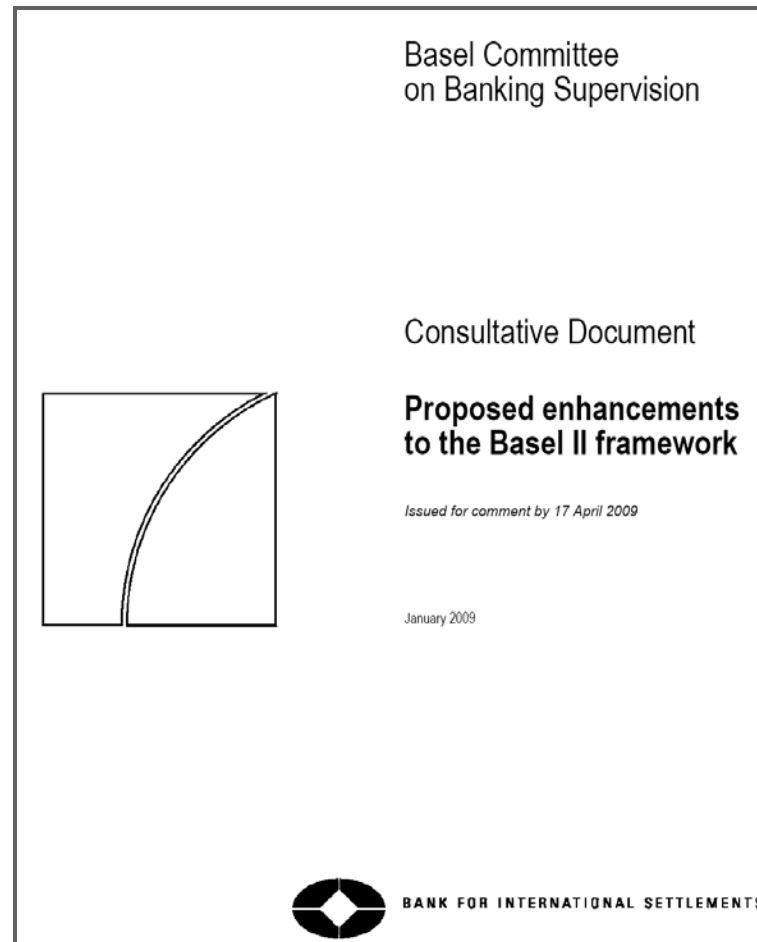 Basel Committee
on Banking Supervision
Consultative Document
Proposed enhancements
to the Basel II framework
Issued for comment by 17 April 2009
January 2009
BANK FOR INTERNATIONAL SETTLEMENTS